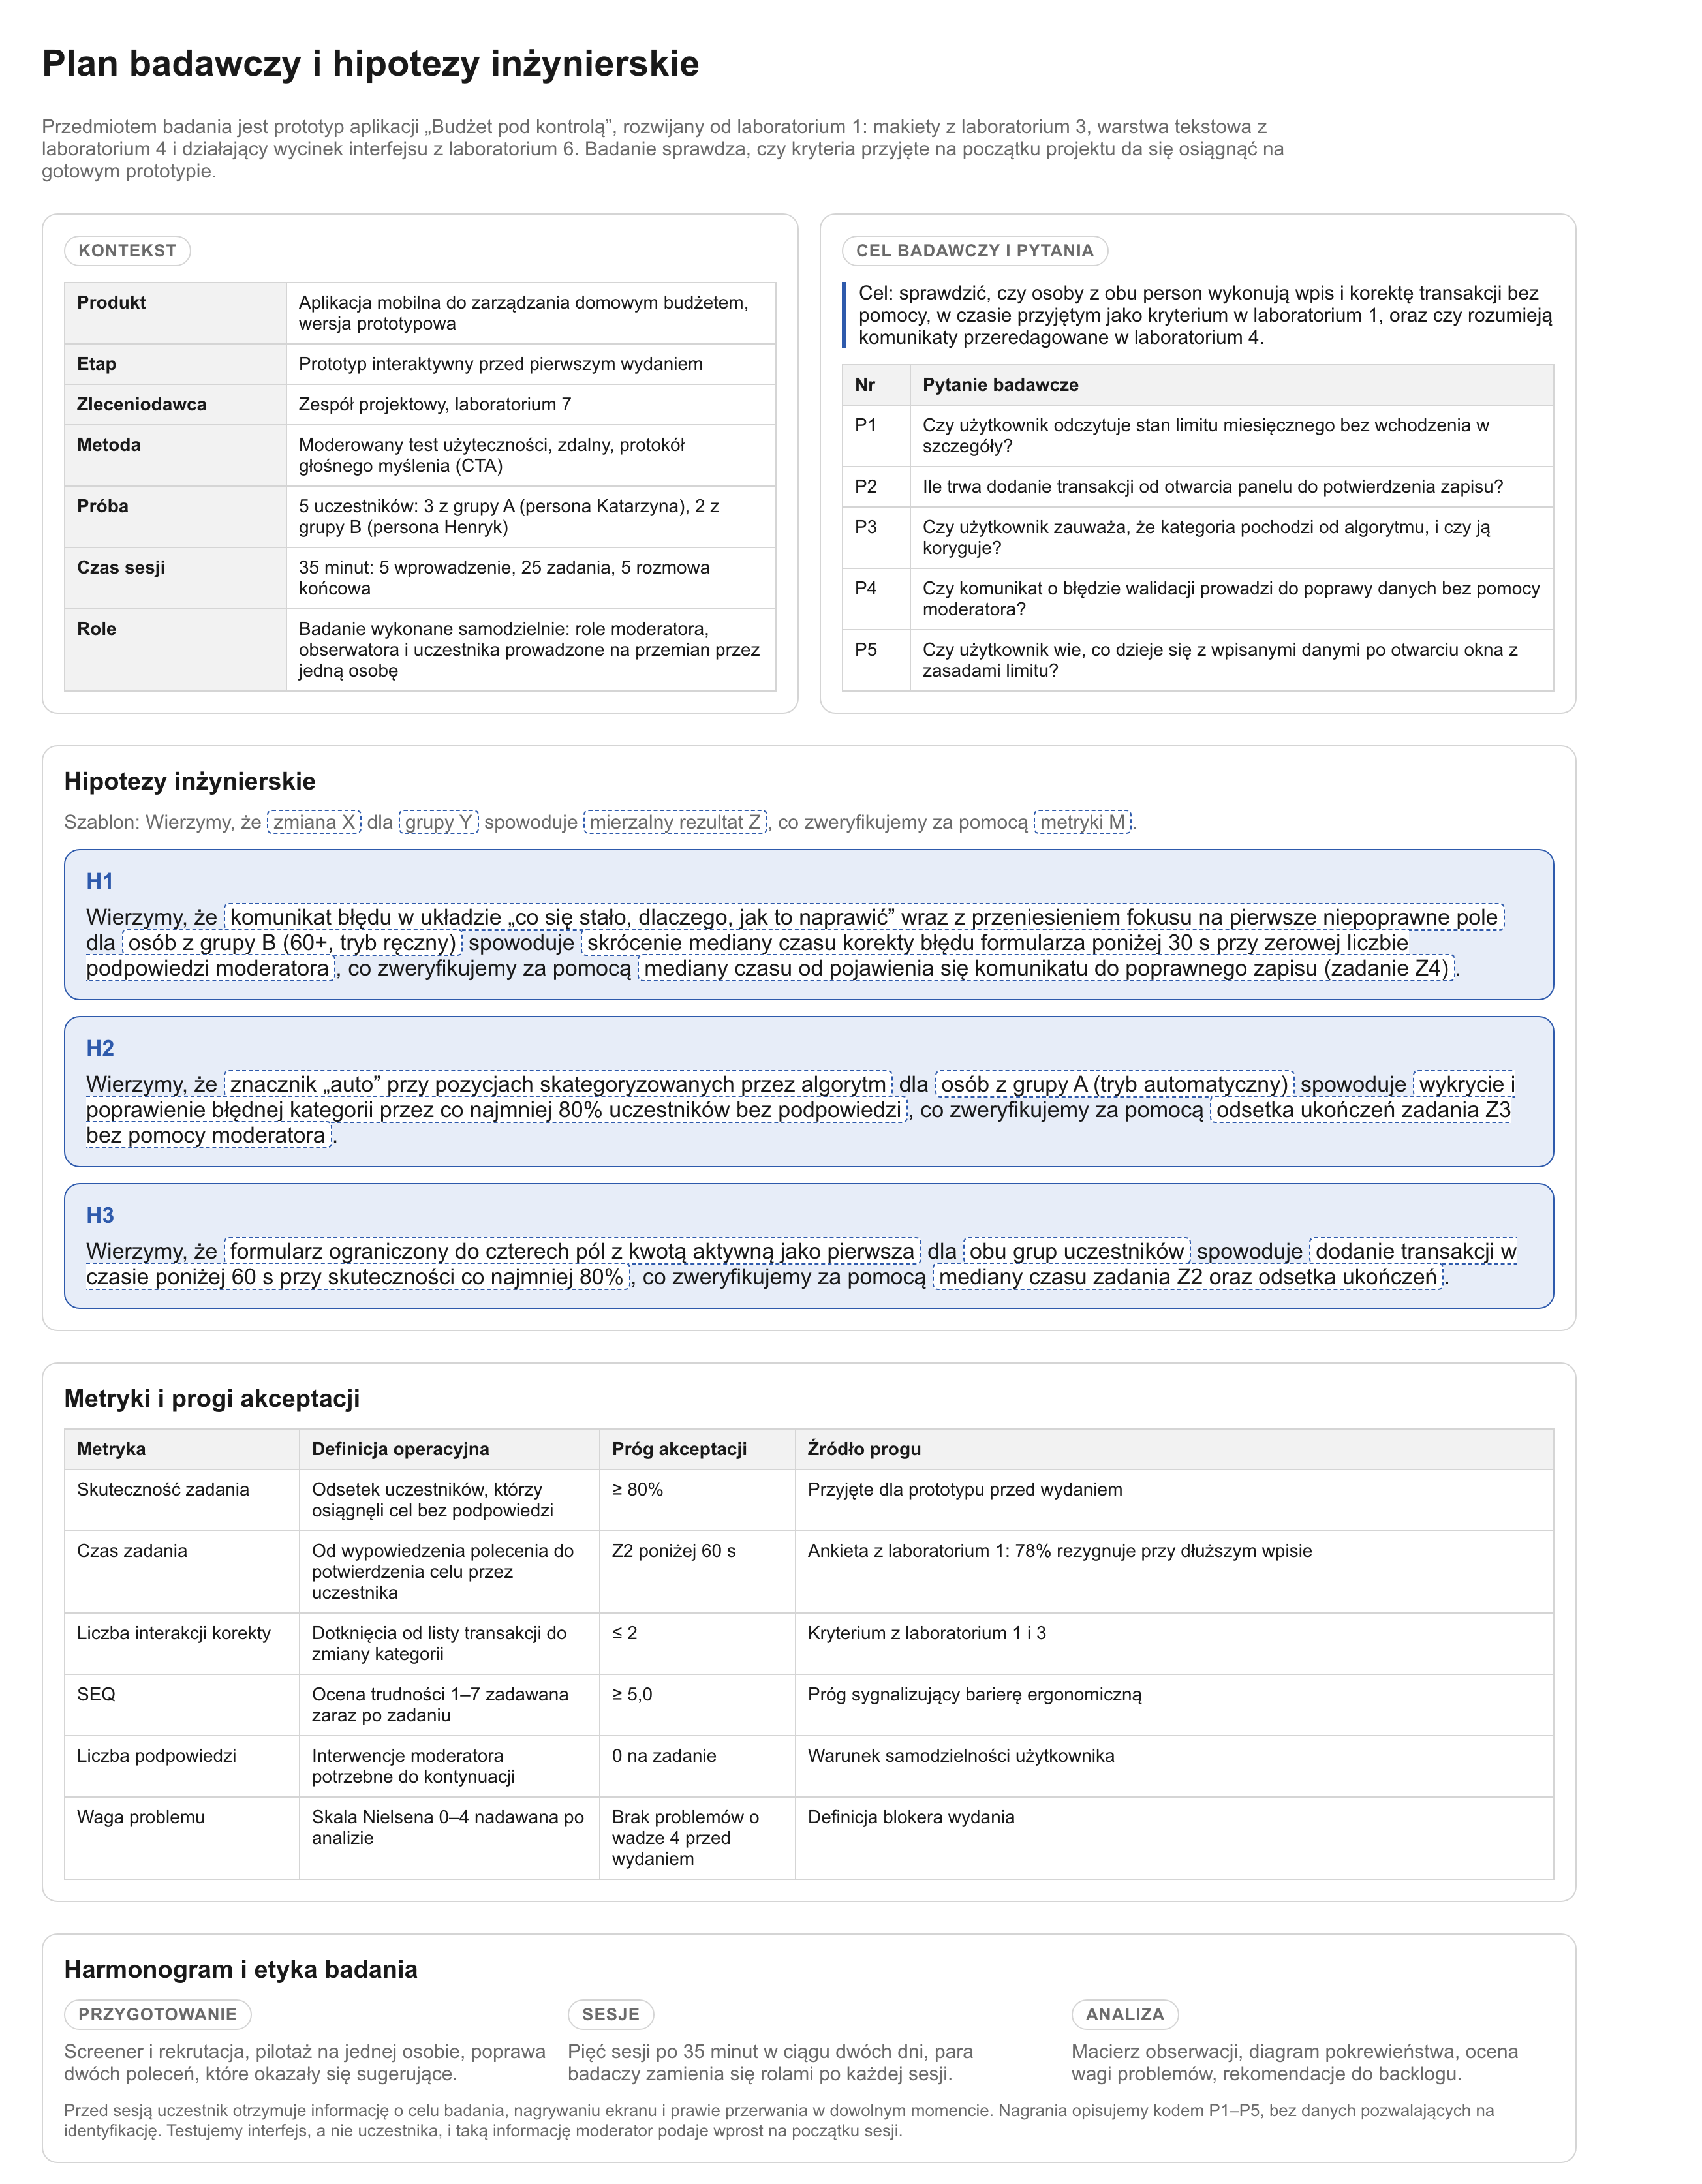 Plan badawczy i hipotezy inżynierskie
Przedmiotem badania jest prototyp aplikacji „Budżet pod kontrolą”, rozwijany od laboratorium 1: makiety z laboratorium 3, warstwa tekstowa z
laboratorium 4 i działający wycinek interfejsu z laboratorium 6. Badanie sprawdza, czy kryteria przyjęte na początku projektu da się osiągnąć na
gotowym prototypie.
KONTEKST
Produkt
Aplikacja mobilna do zarządzania domowym budżetem,
wersja prototypowa
Etap
Prototyp interaktywny przed pierwszym wydaniem
Zleceniodawca
Zespół projektowy, laboratorium 7
Metoda
Moderowany test użyteczności, zdalny, protokół
głośnego myślenia (CTA)
Próba
5 uczestników: 3 z grupy A (persona Katarzyna), 2 z
grupy B (persona Henryk)
Czas sesji
35 minut: 5 wprowadzenie, 25 zadania, 5 rozmowa
końcowa
Role
Badanie wykonane samodzielnie: role moderatora,
obserwatora i uczestnika prowadzone na przemian przez
jedną osobę
CEL BADAWCZY I PYTANIA
Cel: sprawdzić, czy osoby z obu person wykonują wpis i korektę transakcji bez
pomocy, w czasie przyjętym jako kryterium w laboratorium 1, oraz czy rozumieją
komunikaty przeredagowane w laboratorium 4.
Nr Pytanie badawcze
P1 Czy użytkownik odczytuje stan limitu miesięcznego bez wchodzenia w
szczegóły?
P2 Ile trwa dodanie transakcji od otwarcia panelu do potwierdzenia zapisu?
P3 Czy użytkownik zauważa, że kategoria pochodzi od algorytmu, i czy ją
koryguje?
P4 Czy komunikat o błędzie walidacji prowadzi do poprawy danych bez pomocy
moderatora?
P5 Czy użytkownik wie, co dzieje się z wpisanymi danymi po otwarciu okna z
zasadami limitu?
Hipotezy inżynierskie
Szablon: Wierzymy, że zmiana X dla grupy Y spowoduje mierzalny rezultat Z, co zweryfikujemy za pomocą metryki M.
H1
Wierzymy, że komunikat błędu w układzie „co się stało, dlaczego, jak to naprawić” wraz z przeniesieniem fokusu na pierwsze niepoprawne pole
dla osób z grupy B (60+, tryb ręczny) spowoduje skrócenie mediany czasu korekty błędu formularza poniżej 30 s przy zerowej liczbie
podpowiedzi moderatora, co zweryfikujemy za pomocą mediany czasu od pojawienia się komunikatu do poprawnego zapisu (zadanie Z4).
H2
Wierzymy, że znacznik „auto” przy pozycjach skategoryzowanych przez algorytm dla osób z grupy A (tryb automatyczny) spowoduje wykrycie i
poprawienie błędnej kategorii przez co najmniej 80% uczestników bez podpowiedzi, co zweryfikujemy za pomocą odsetka ukończeń zadania Z3
bez pomocy moderatora.
H3
Wierzymy, że formularz ograniczony do czterech pól z kwotą aktywną jako pierwsza dla obu grup uczestników spowoduje dodanie transakcji w
czasie poniżej 60 s przy skuteczności co najmniej 80%, co zweryfikujemy za pomocą mediany czasu zadania Z2 oraz odsetka ukończeń.
Metryki i progi akceptacji
Metryka Definicja operacyjna Próg akceptacji Źródło progu
Skuteczność zadania
Odsetek uczestników, którzy
osiągnęli cel bez podpowiedzi
≥ 80%
Przyjęte dla prototypu przed wydaniem
Czas zadania
Od wypowiedzenia polecenia do
potwierdzenia celu przez
uczestnika
Z2 poniżej 60 s
Ankieta z laboratorium 1: 78% rezygnuje przy dłuższym wpisie
Liczba interakcji korekty
Dotknięcia od listy transakcji do
zmiany kategorii
≤ 2
Kryterium z laboratorium 1 i 3
SEQ
Ocena trudności 1–7 zadawana
zaraz po zadaniu
≥ 5,0
Próg sygnalizujący barierę ergonomiczną
Liczba podpowiedzi
Interwencje moderatora
potrzebne do kontynuacji
0 na zadanie
Warunek samodzielności użytkownika
Waga problemu
Skala Nielsena 0–4 nadawana po
analizie
Brak problemów o
wadze 4 przed
wydaniem
Definicja blokera wydania
Harmonogram i etyka badania
PRZYGOTOWANIE
Screener i rekrutacja, pilotaż na jednej osobie, poprawa
dwóch poleceń, które okazały się sugerujące.
SESJE
Pięć sesji po 35 minut w ciągu dwóch dni, para
badaczy zamienia się rolami po każdej sesji.
ANALIZA
Macierz obserwacji, diagram pokrewieństwa, ocena
wagi problemów, rekomendacje do backlogu.
Przed sesją uczestnik otrzymuje informację o celu badania, nagrywaniu ekranu i prawie przerwania w dowolnym momencie. Nagrania opisujemy kodem P1–P5, bez danych pozwalających na
identyfikację. Testujemy interfejs, a nie uczestnika, i taką informację moderator podaje wprost na początku sesji.